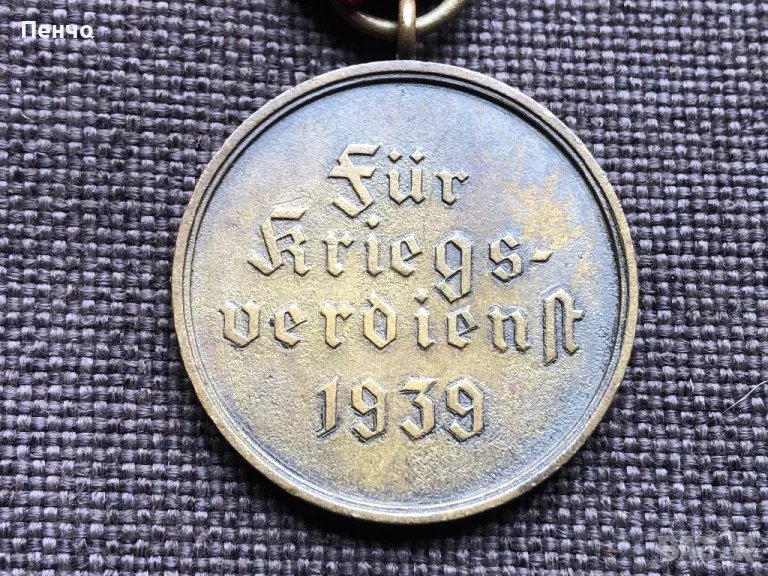 Пенчо
Für
Kriegs-
verdienst
1939